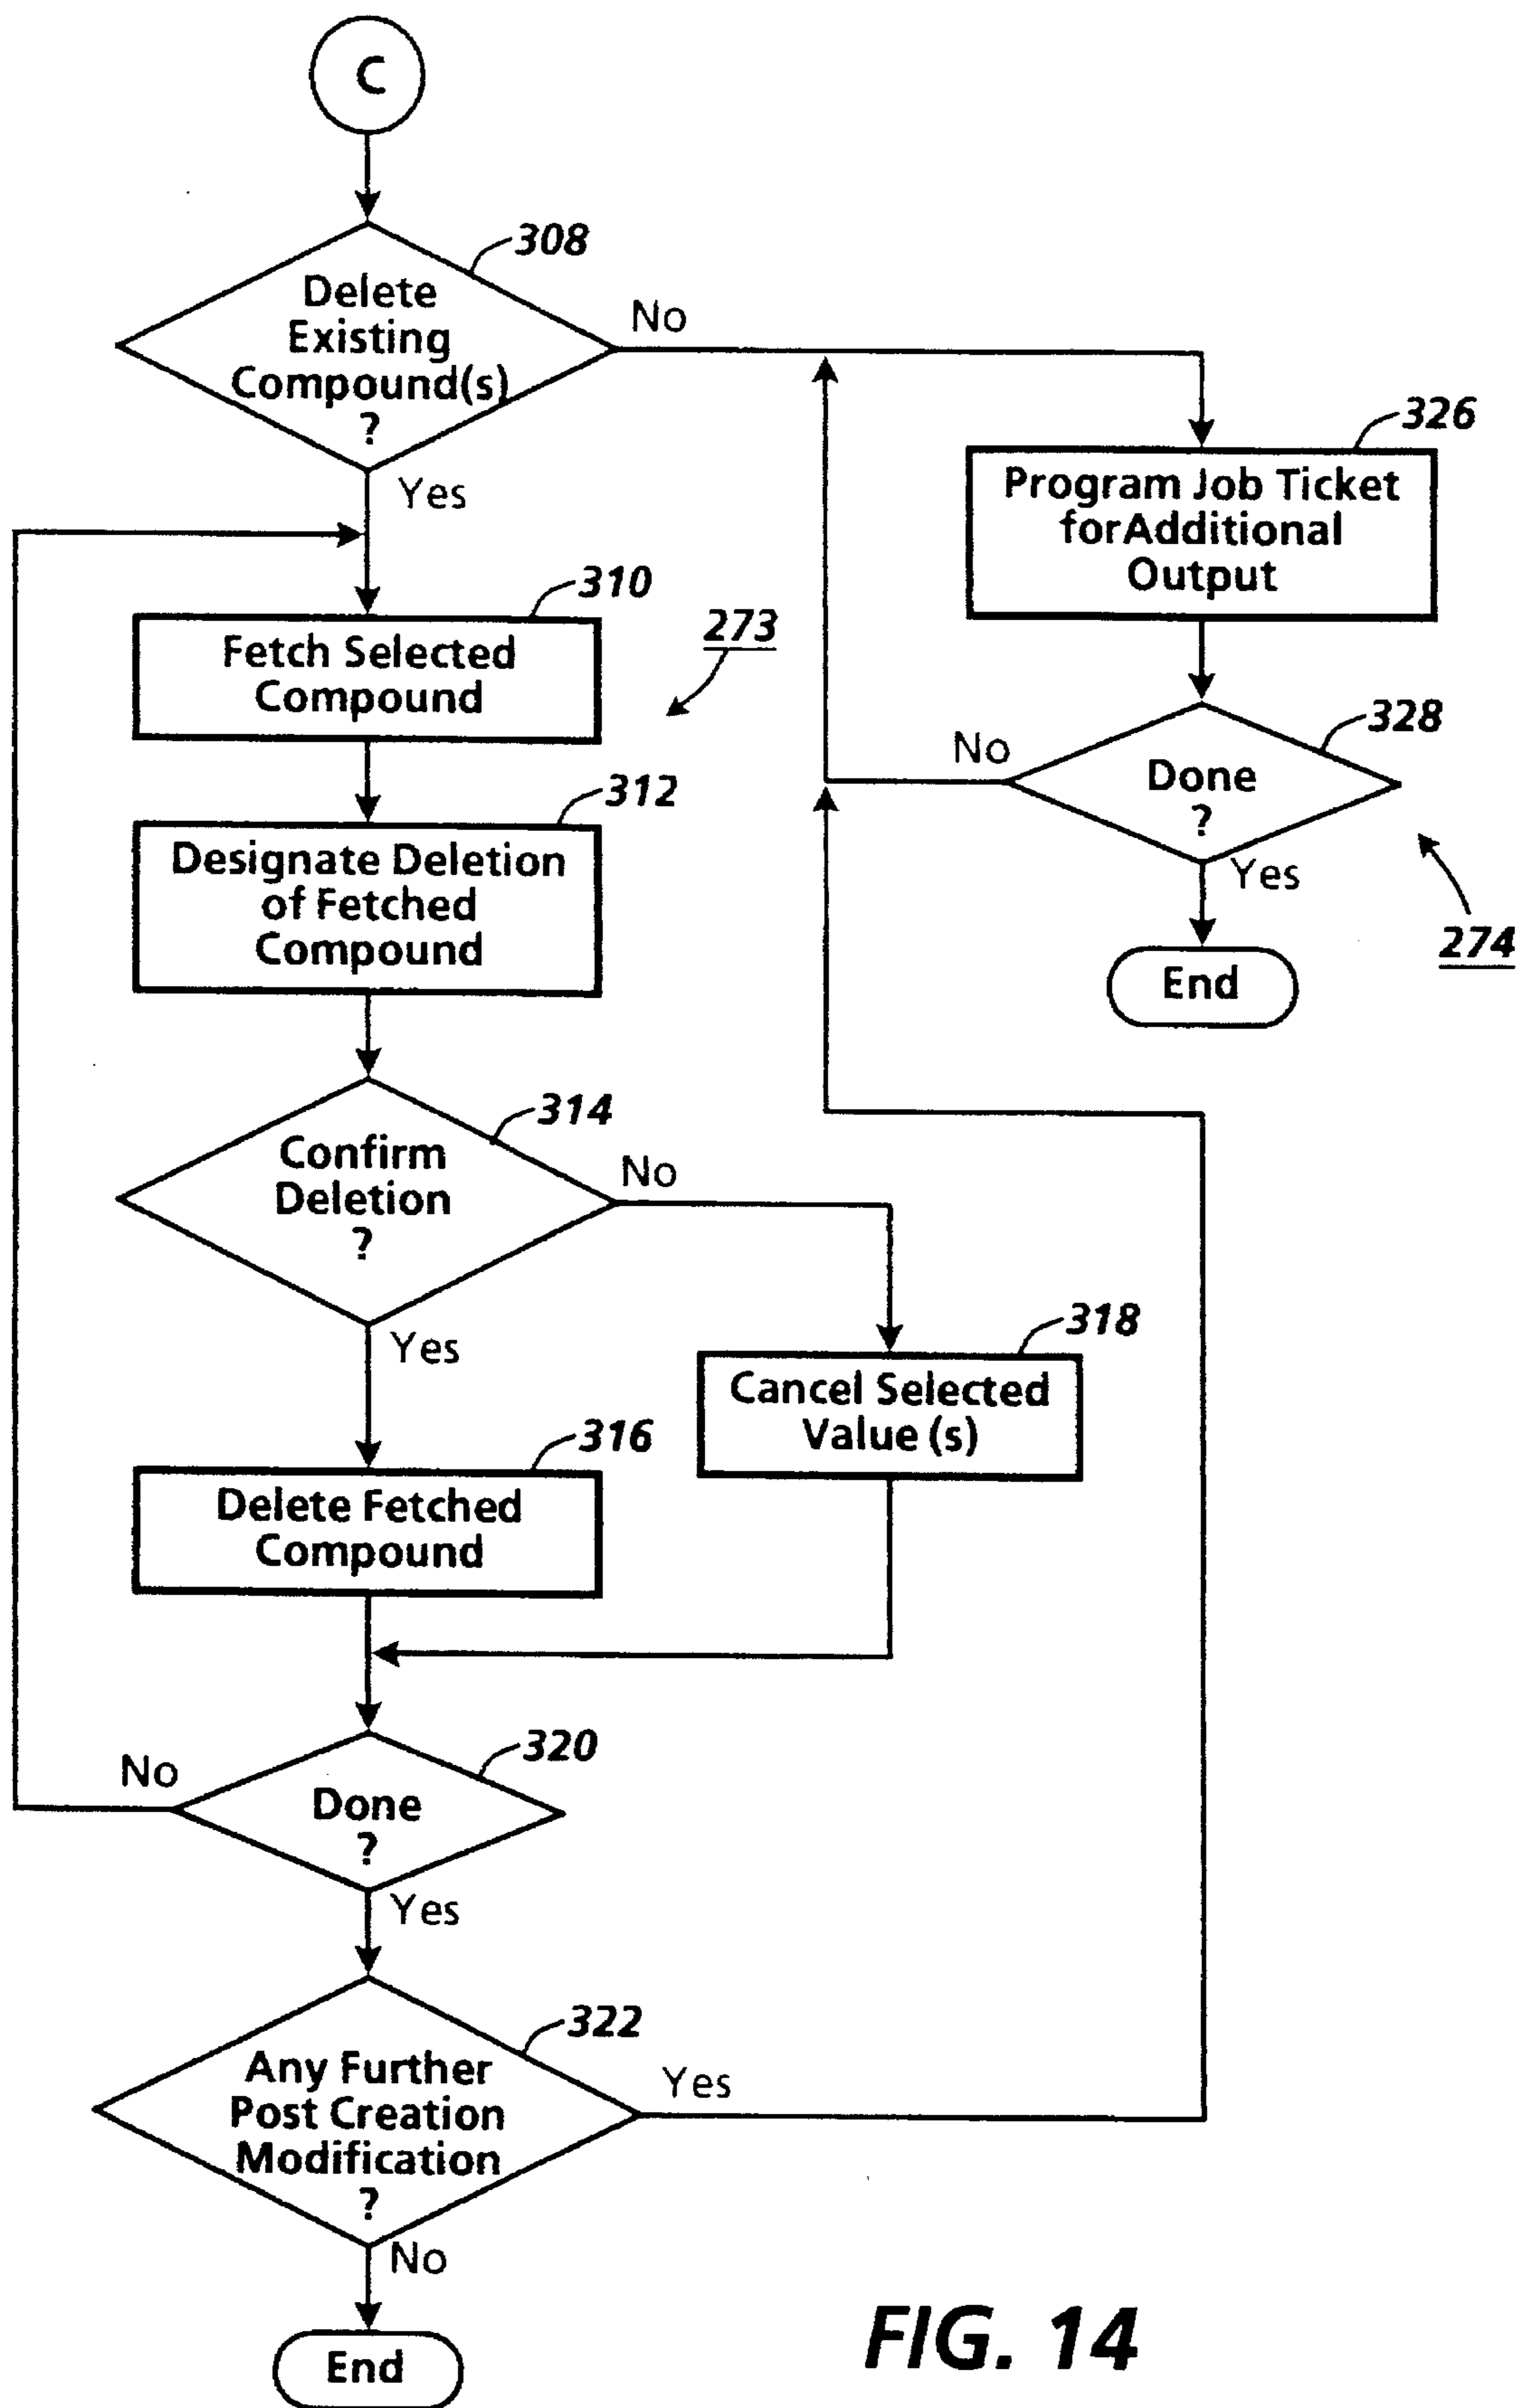 C
308
Delete
Existing
Compound(s)
?
No
Yes
326
Program Job Ticket
forAdditional
Output
310
Fetch Selected
Compound
273
328
No
Done
?
Yes
274
End
312
Designate Deletion
of Fetched
Compound
314
Confirm
Deletion
?
No
Yes
318
Cancel Selected
Value (s)
316
Delete Fetched
Compound
320
No
Done
?
Yes
322
Any Further
Post Creation
Modification
?
Yes
No
End
FIG. 14